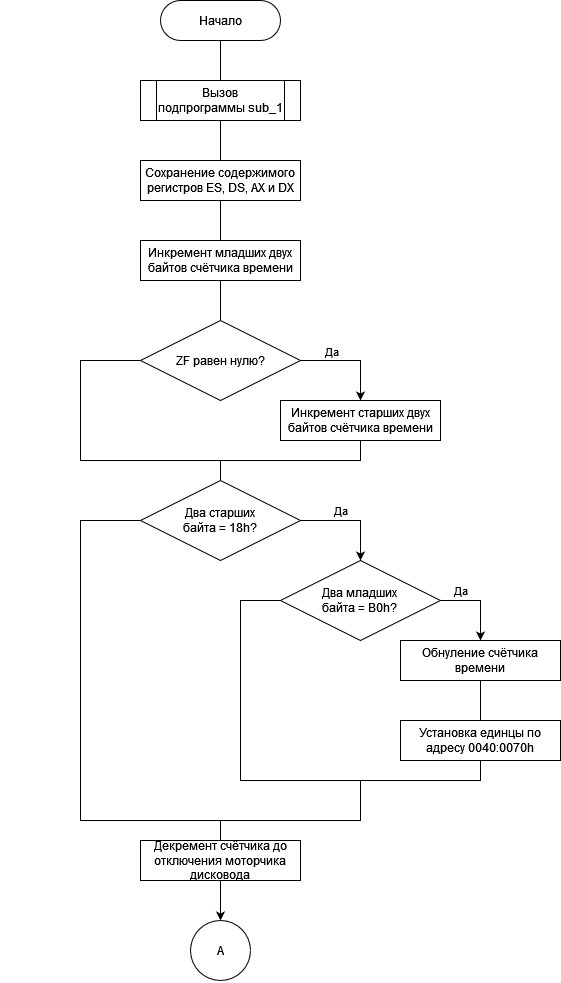 Начало
Вызов
подпрограммы sub_1
Сохранение содержимого
регистров ES, DS, AX и DX
Инкремент младших двух
байтов счётчика времени
ZF равен нулю?
Да
Инкремент старших двух
байтов счётчика времени
Два старших
байта = 18h?
Да
Два младших
байта = B0h?
Да
Обнуление счётчика
времени
Установка единцы по
адресу 0040:0070h
Декремент счётчика до
отключения моторчика
дисковода
A